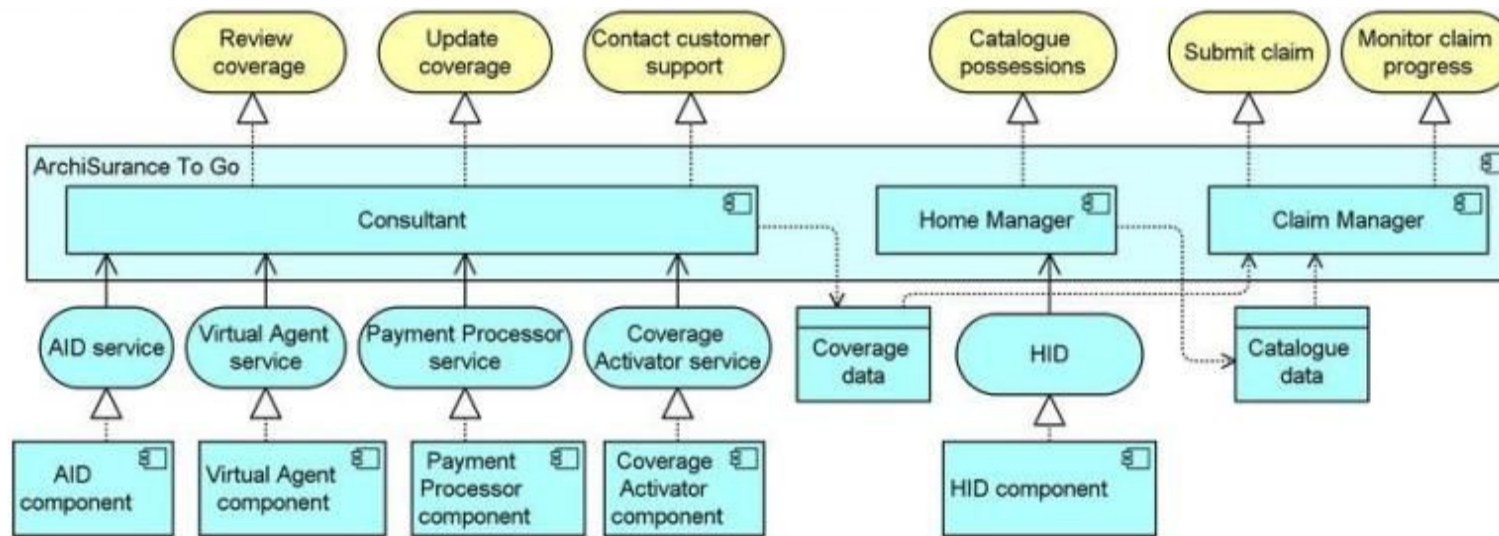 Review
coverage
Update
coverage
Contact customer
support
Catalogue
possessions
Submit claim
Monitor claim
progress
ArchiSurance To Go
Consultant
Home Manager
Claim Manager
AID service
Virtual Agent
service
Payment Processor
service
Coverage
Activator service
Coverage
data
HID
Catalogue
data
AID
component
Virtual Agent
component
Payment
Processor
component
Coverage
Activator
component
HID component